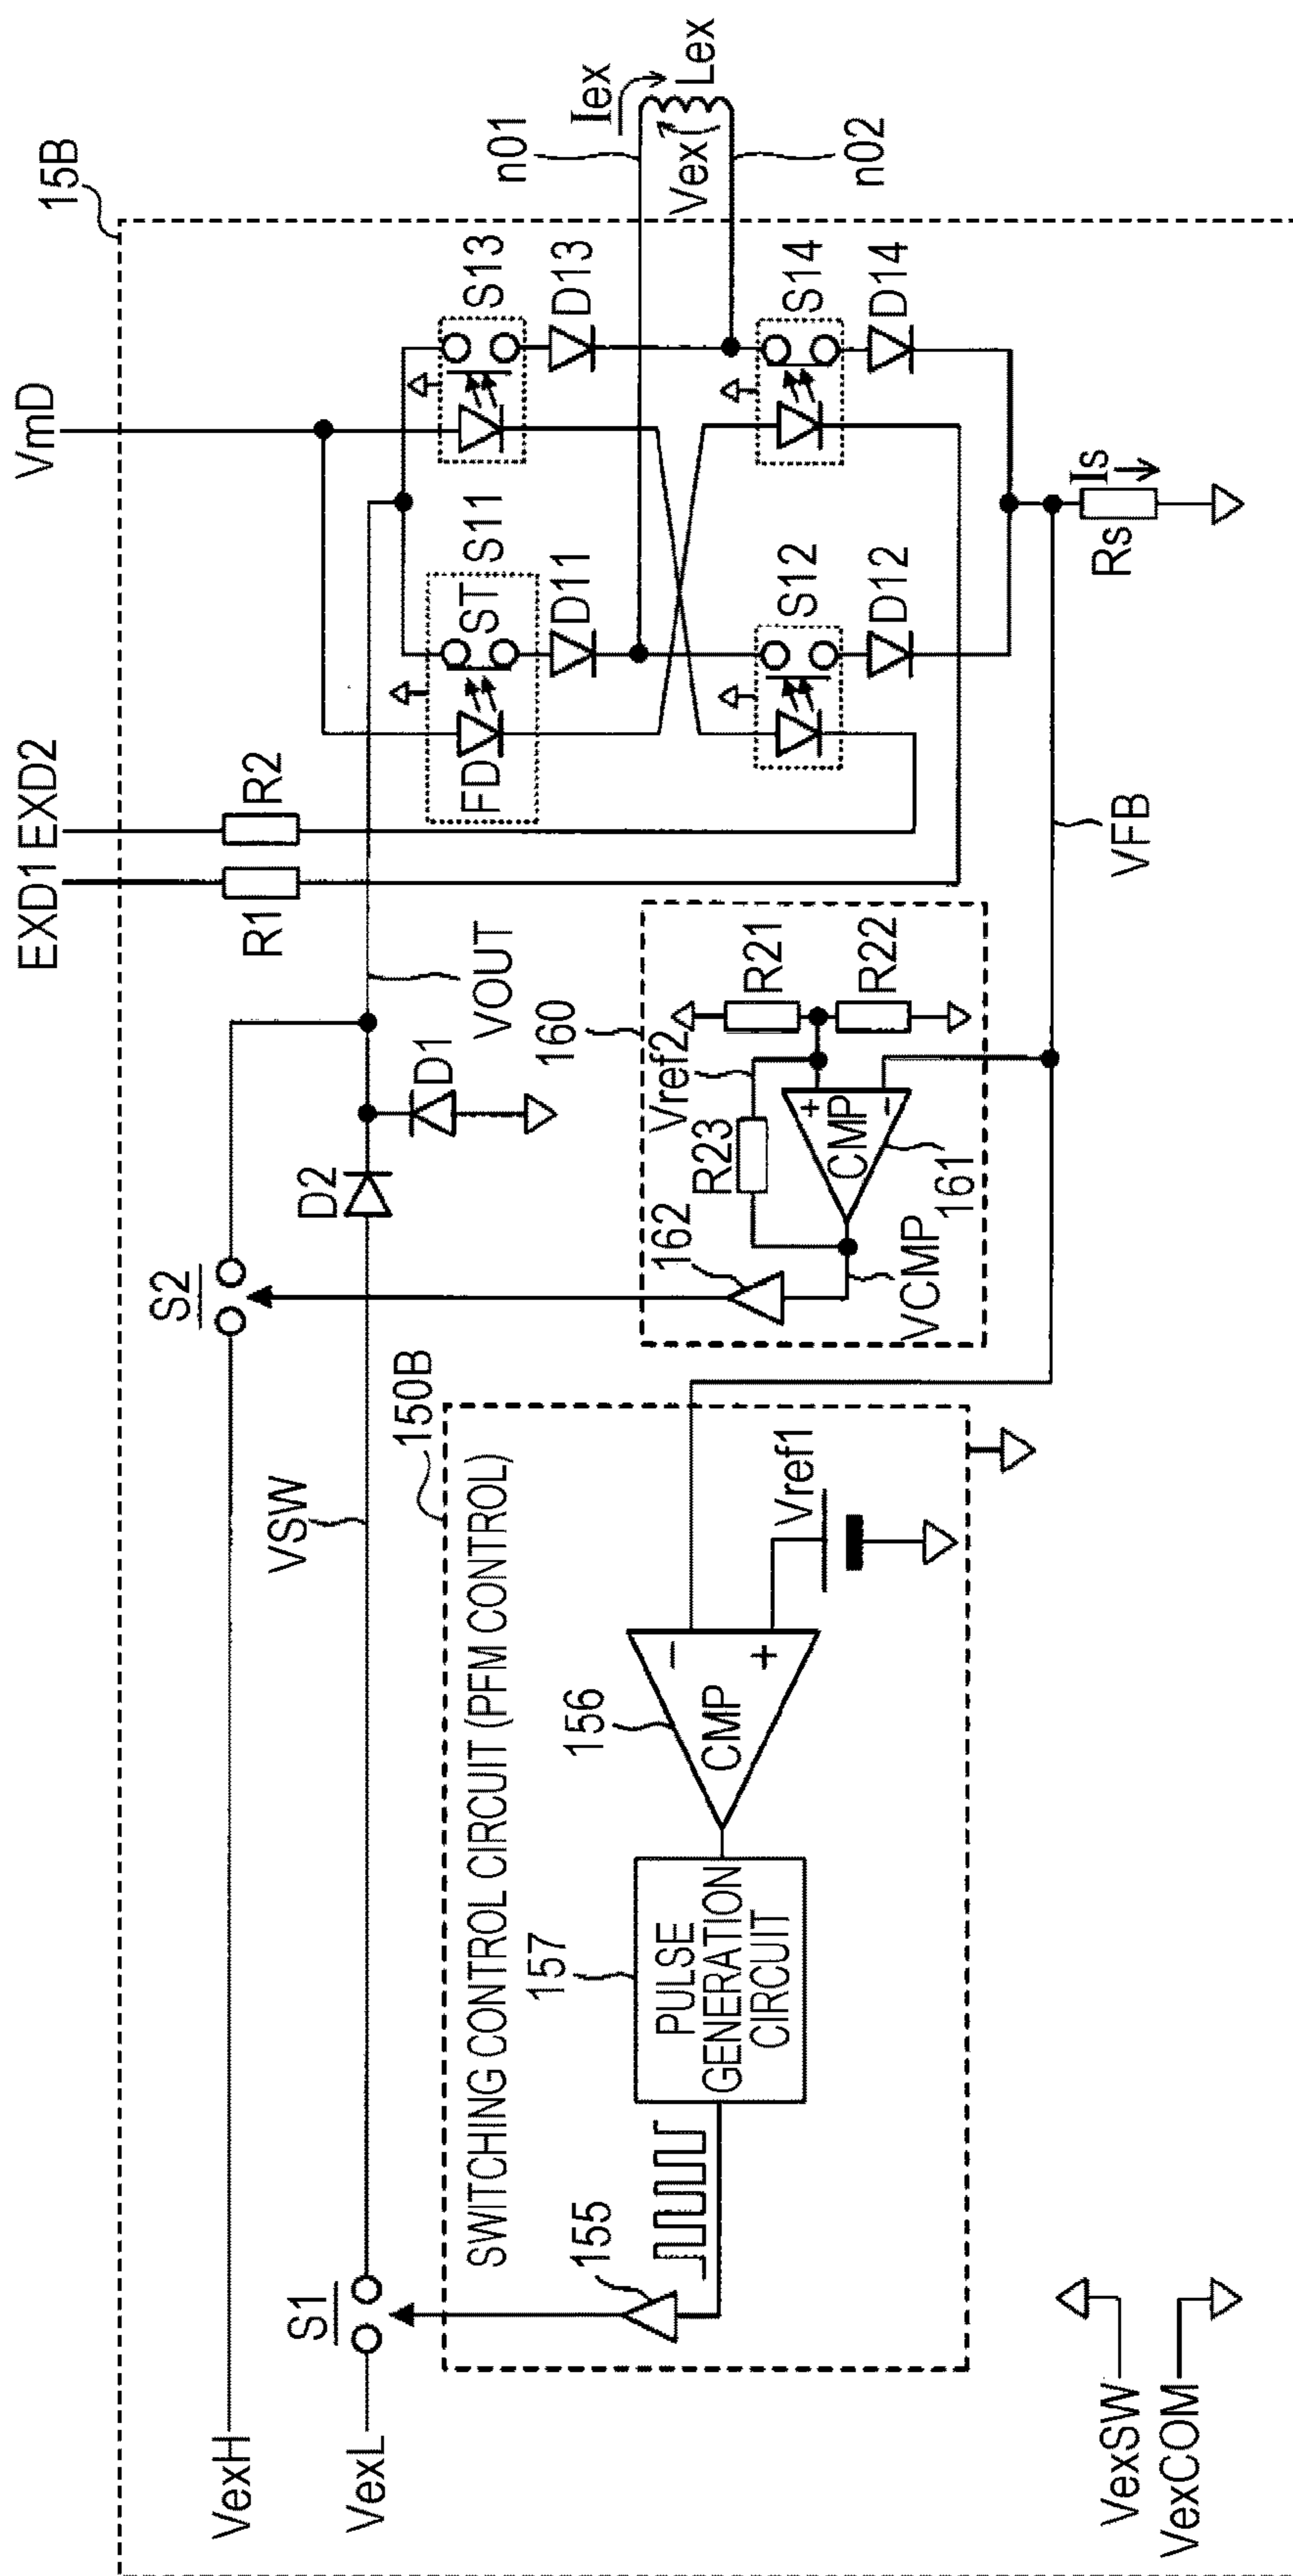 15B
VmD
EXD1
EXD2
R1
R2
VexH
VexL
S1
S2
VSW
D2
D1
VOUT
S11
ST
FD
D11
S13
D13
S12
D12
S14
D14
n01
n02
Iex
Lex
Vex
150B
SWITCHING CONTROL CIRCUIT (PFM CONTROL)
155
157
PULSE
GENERATION
CIRCUIT
156
CMP
−
+
Vref1
160
162
Vref2
R23
R21
R22
+
CMP
−
161
VCMP
VFB
Rs
Is
VexSW
VexCOM